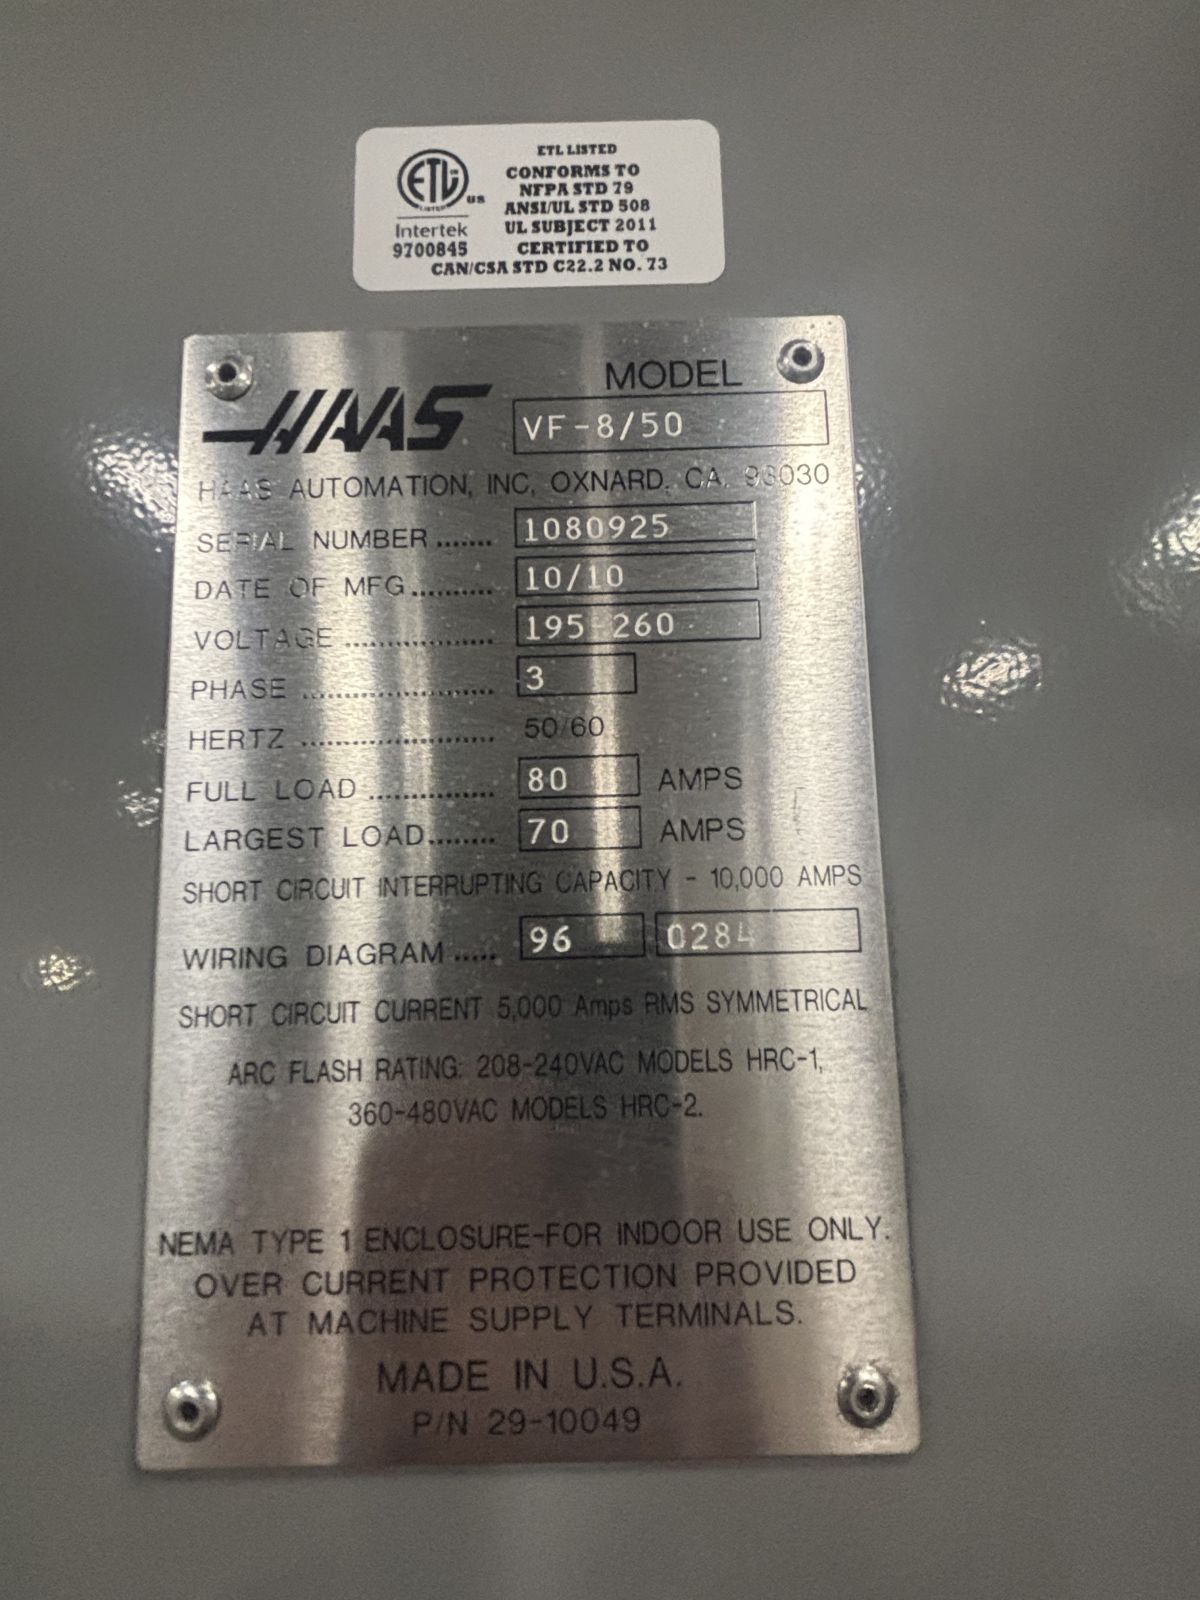 ETL LISTED
CONFORMS TO
NFPA STD 79
ANSI/UL STD 508
UL SUBJECT 2011
CERTIFIED TO
CAN/CSA STD C22.2 NO. 73
ETL
LISTED
US
Intertek
9700845
HAAS
MODEL
VF-8/50
HAAS AUTOMATION, INC, OXNARD, CA. 93030
SERIAL NUMBER ....... 1080925
DATE OF MFG.......... 10/10
VOLTAGE .................. 195-260
PHASE ....................... 3
HERTZ ....................... 50/60
FULL LOAD ............... 80 AMPS
LARGEST LOAD........ 70 AMPS
SHORT CIRCUIT INTERRUPTING CAPACITY - 10,000 AMPS
WIRING DIAGRAM ..... 96 0284
SHORT CIRCUIT CURRENT 5,000 Amps RMS SYMMETRICAL
ARC FLASH RATING: 208-240VAC MODELS HRC-1,
360-480VAC MODELS HRC-2.
NEMA TYPE 1 ENCLOSURE-FOR INDOOR USE ONLY.
OVER CURRENT PROTECTION PROVIDED
AT MACHINE SUPPLY TERMINALS.
MADE IN U.S.A.
P/N 29-10049